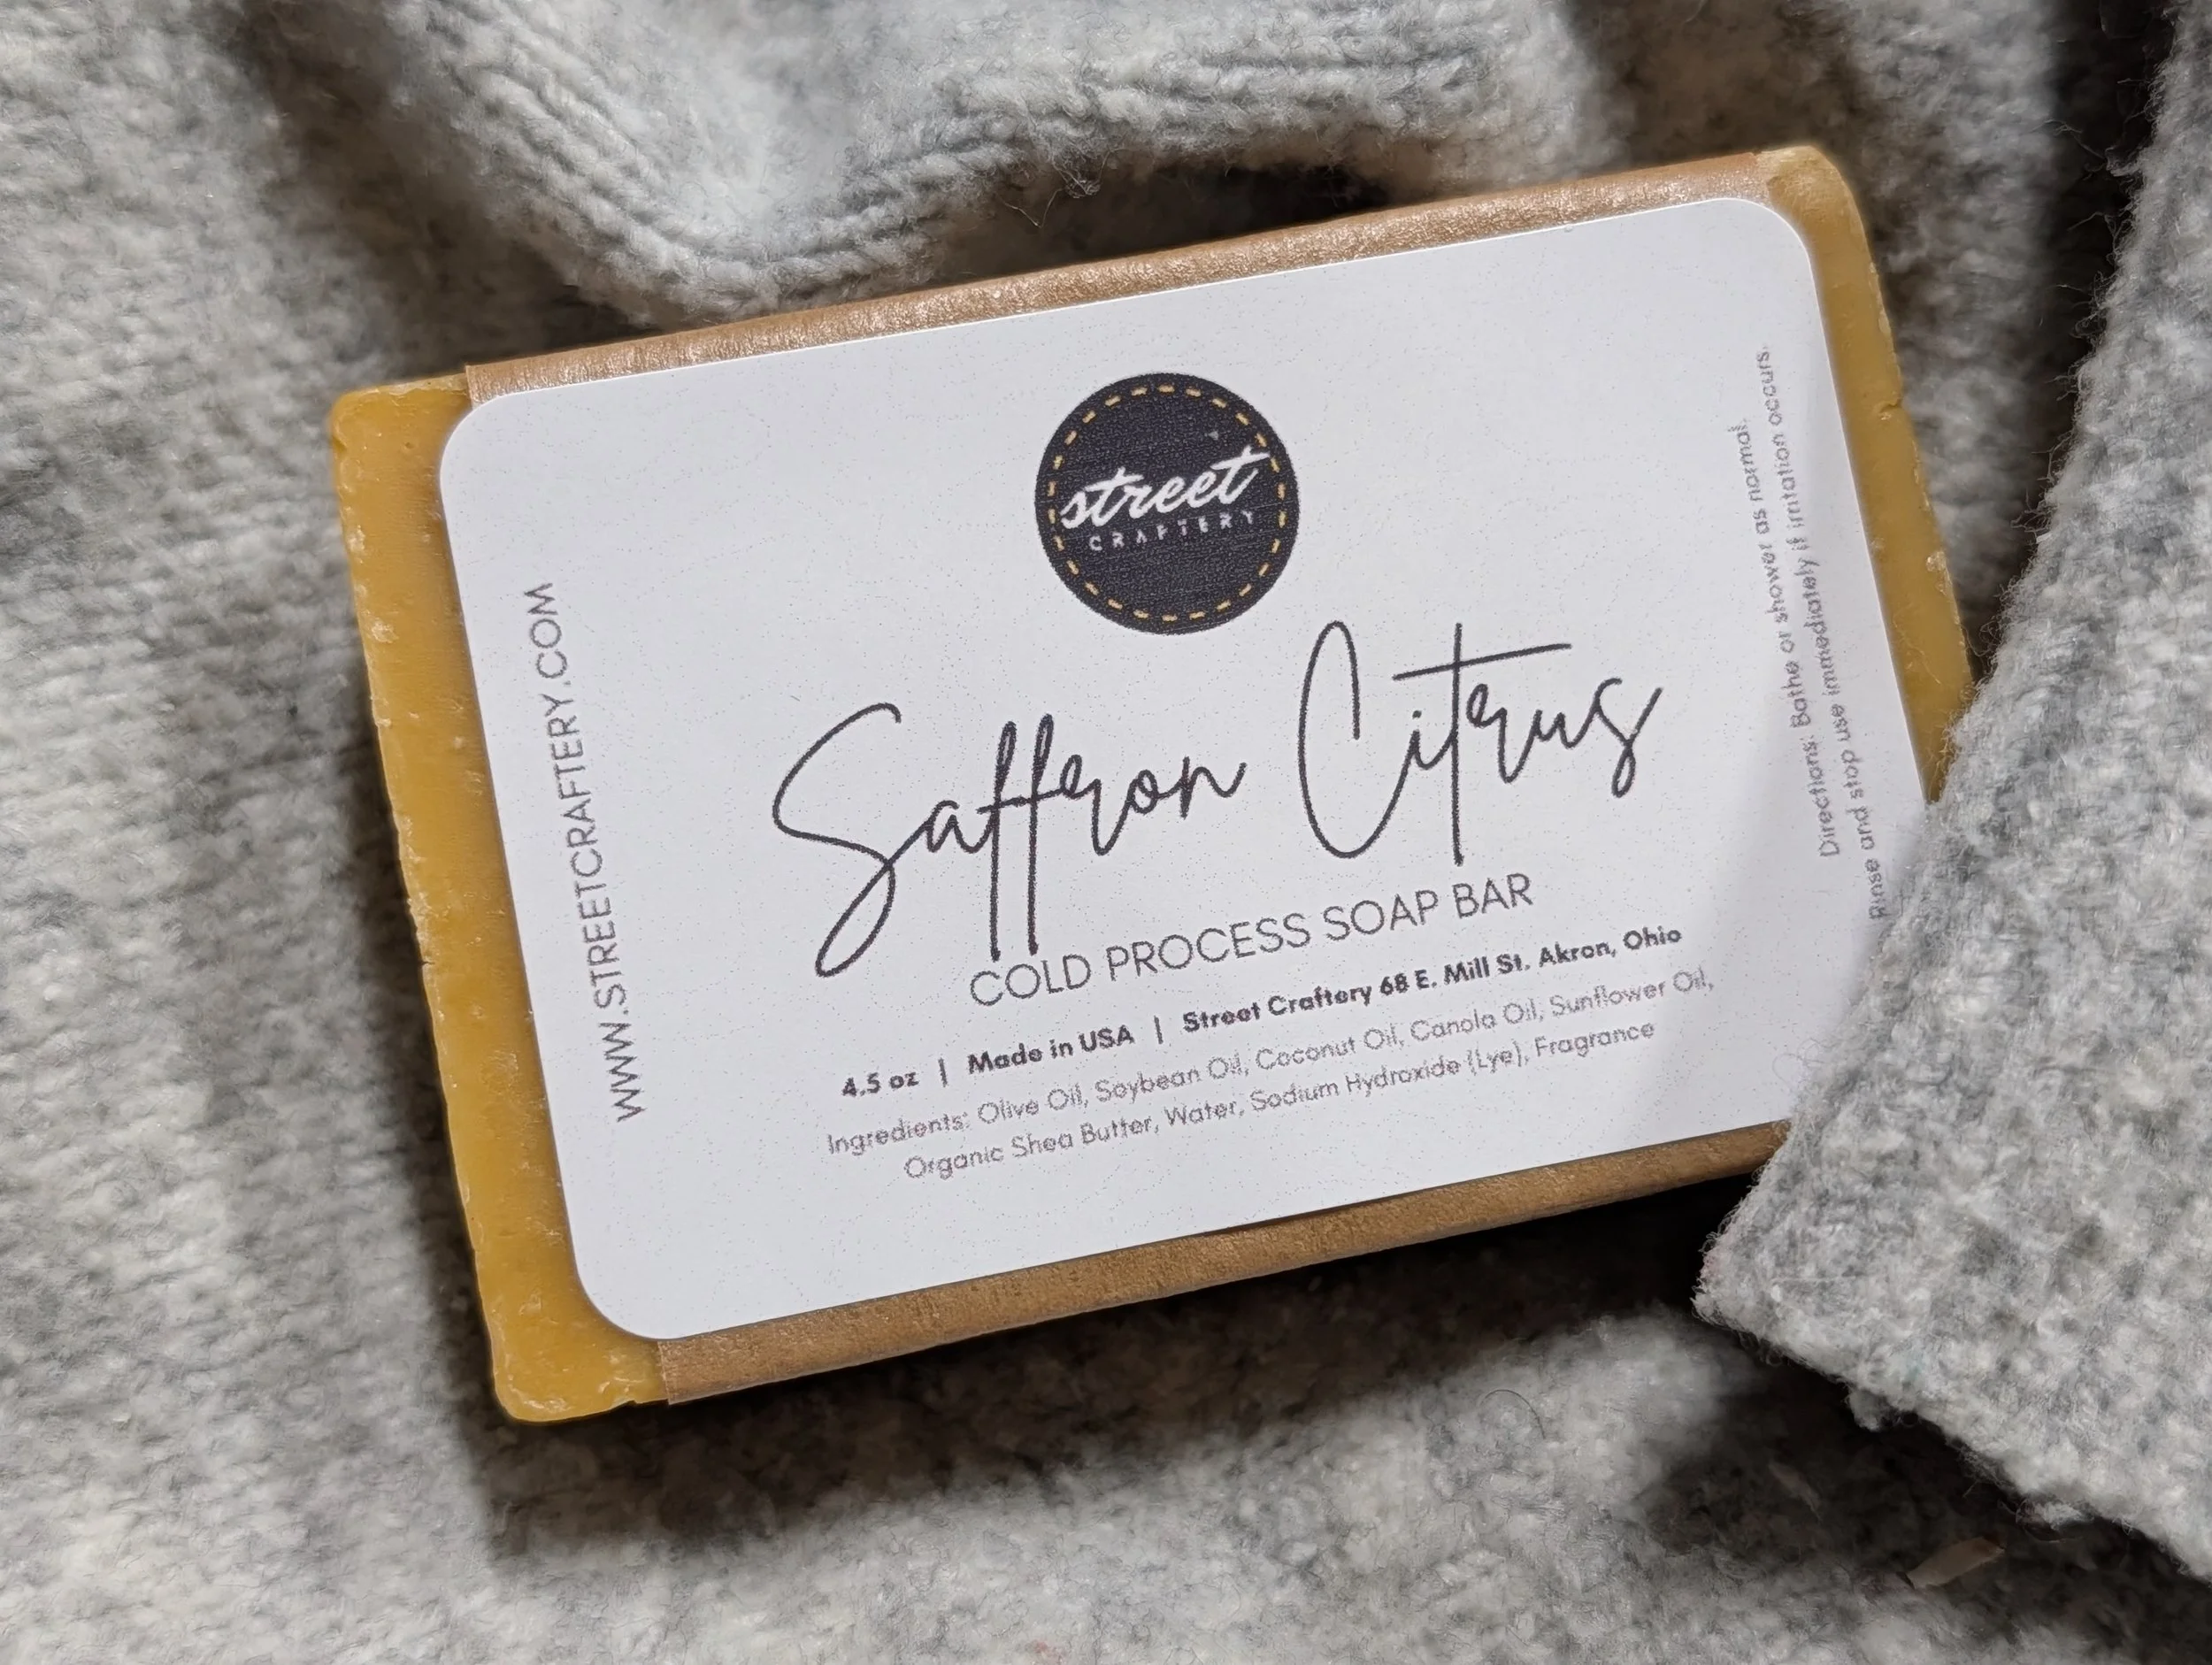 street
CRAFTERY
Saffron Citrus
COLD PROCESS SOAP BAR
4.5 oz | Made in USA | Street Craftery 68 E. Mill St. Akron, Ohio
Ingredients: Olive Oil, Soybean Oil, Coconut Oil, Canola Oil, Sunflower Oil,
Organic Shea Butter, Water, Sodium Hydroxide (Lye), Fragrance
WWW.STREETCRAFTERY.COM
Directions: Bathe or shower as normal.
Rinse and stop use immediately if irritation occurs.